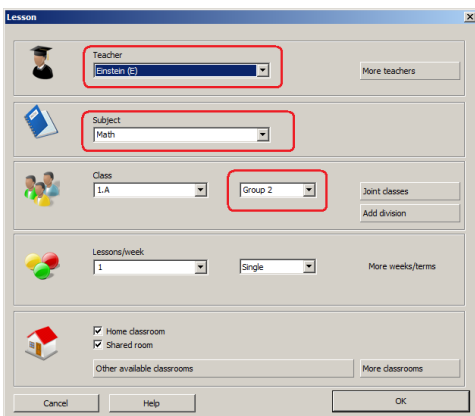 Lesson
Teacher
Einstein (E)
More teachers
Subject
Math
Class
1.A
Group 2
Joint classes
Add division
Lessons/week
1
Single
More weeks/terms
Home classroom
Shared room
Other available classrooms
More classrooms
Cancel
Help
OK